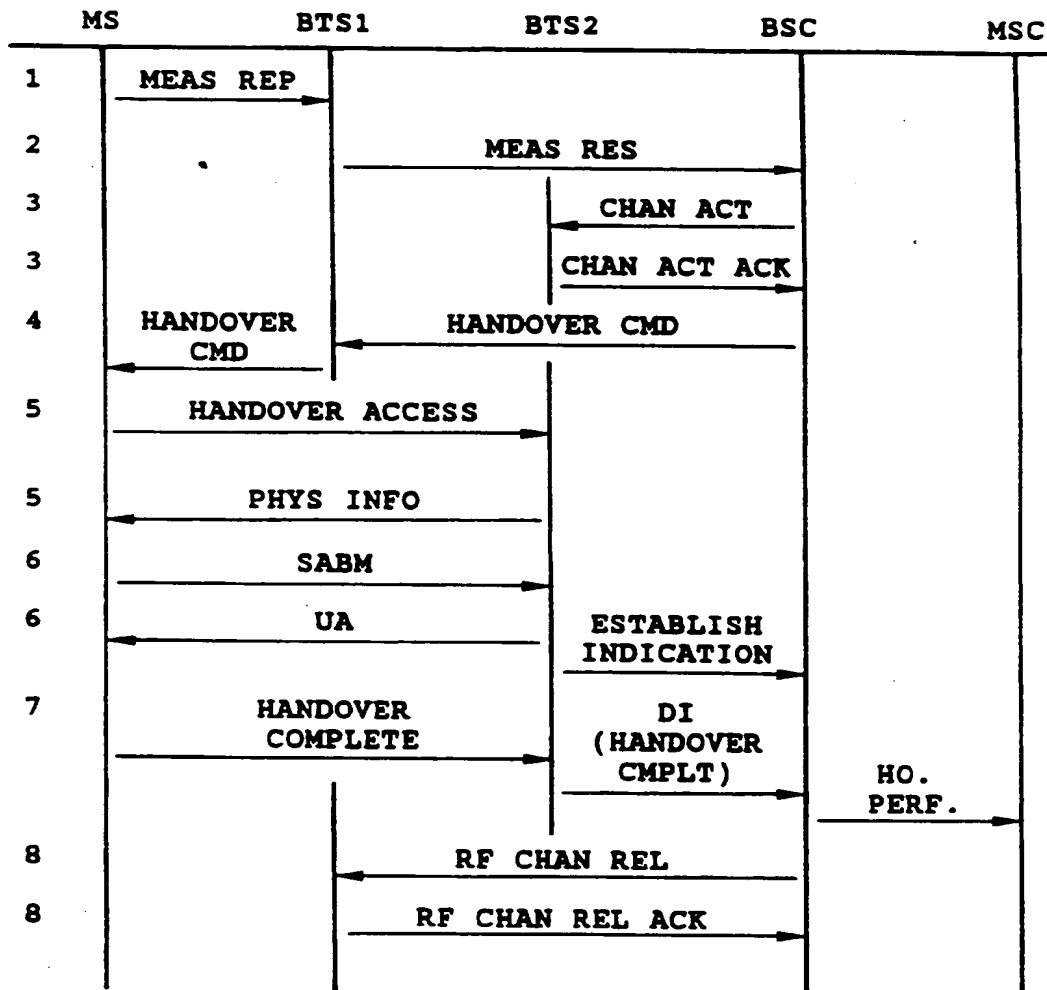 MS BTS1 BTS2 BSC MSC
1 MEAS REP
2 MEAS RES
3 CHAN ACT
3 CHAN ACT ACK
4 HANDOVER CMD HANDOVER CMD
5 HANDOVER ACCESS
5 PHYS INFO
6 SABM
6 UA
ESTABLISH
INDICATION
7 HANDOVER
COMPLETE
DI
(HANDOVER
CMPLT)
HO.
PERF.
8 RF CHAN REL
8 RF CHAN REL ACK